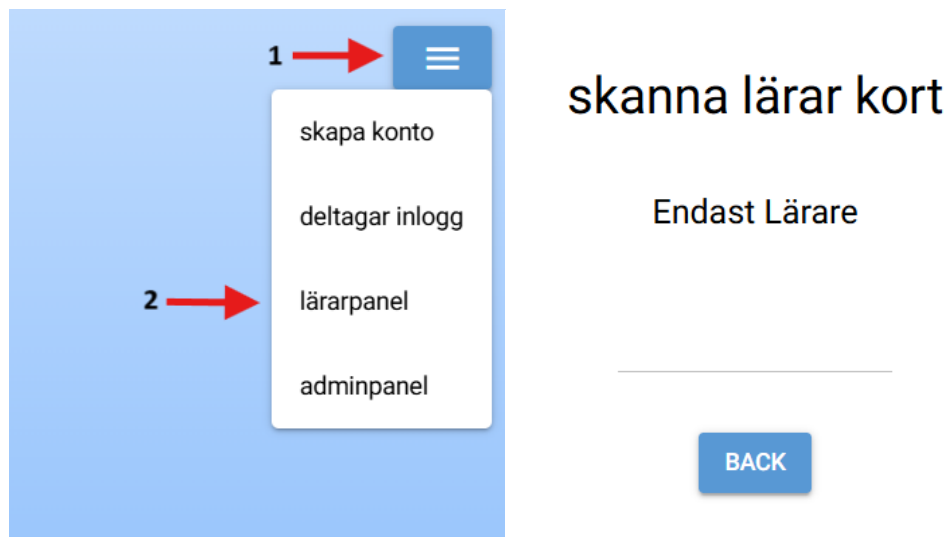 1
skapa konto
deltagar inlogg
2 lärarpanel
adminpanel
skanna lärar kort
Endast Lärare
BACK